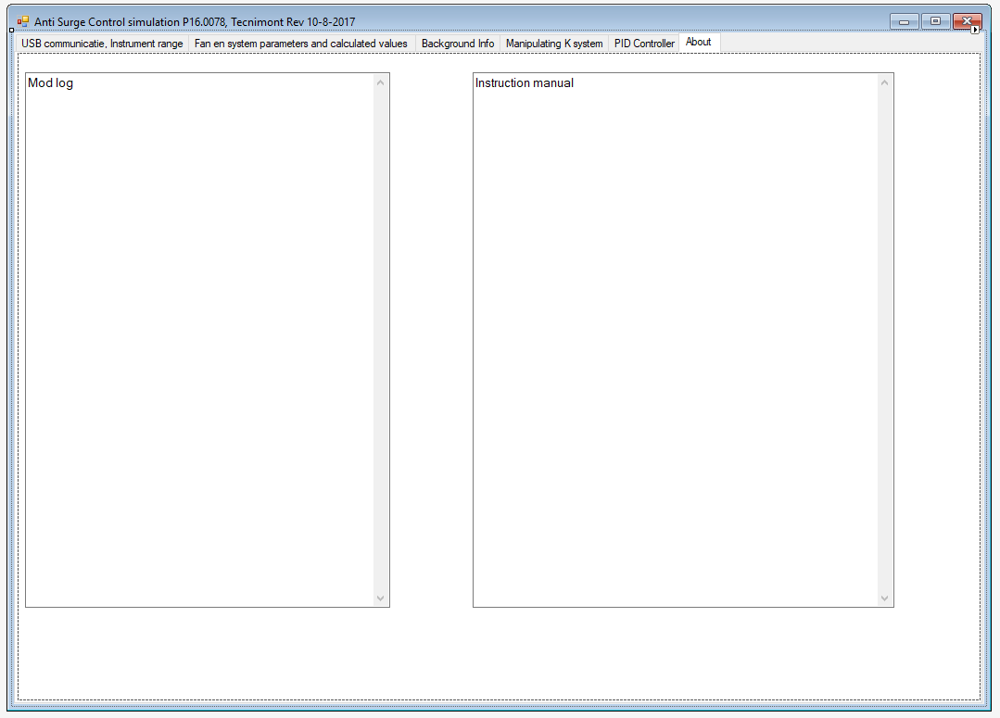 Anti Surge Control simulation P16.0078, Tecnimont Rev 10-8-2017
USB communicatie, Instrument range Fan en system parameters and calculated values Background Info Manipulating K system PID Controller About
Mod log
Instruction manual